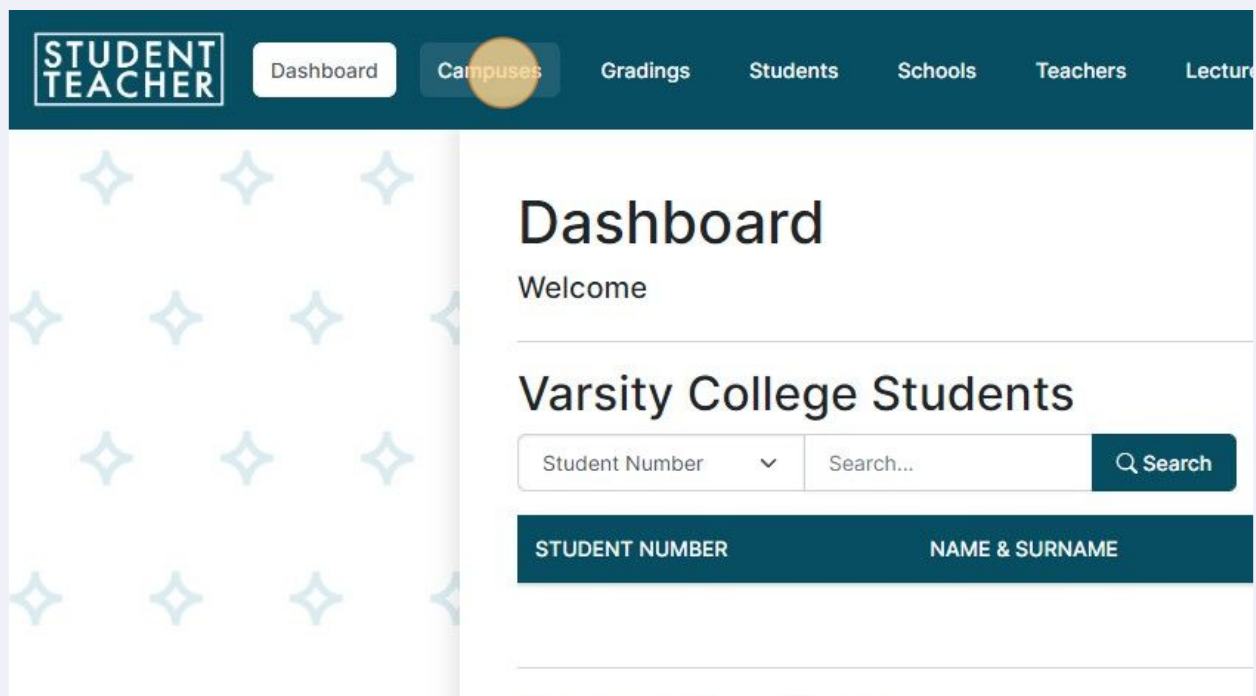 STUDENT
TEACHER
Dashboard Campuses Gradings Students Schools Teachers Lecture
Dashboard
Welcome
Varsity College Students
Student Number Search... Search
STUDENT NUMBER NAME & SURNAME